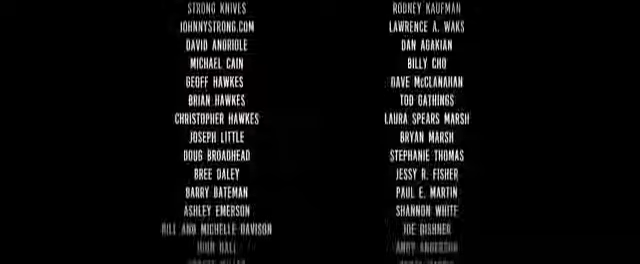 STRONG KNIVES
JOHNNYSTRONG.COM
DAVID ANDRIOLE
MICHAEL CAIN
GEOFF HAWKES
BRIAN HAWKES
CHRISTOPHER HAWKES
JOSEPH LITTLE
DOUG BROADHEAD
BREE DALEY
BARRY BATEMAN
ASHLEY EMERSON
BILL AND MICHELLE DAVISON
RODNEY KAUFMAN
LAWRENCE A. WAKS
DAN AGAKIAN
BILLY CHO
DAVE McCLANAHAN
TOD GATHINGS
LAURA SPEARS MARSH
BRYAN MARSH
STEPHANIE THOMAS
JESSY R. FISHER
PAUL E. MARTIN
SHANNON WHITE
JOE DISHNER
ANDY ANDERSON